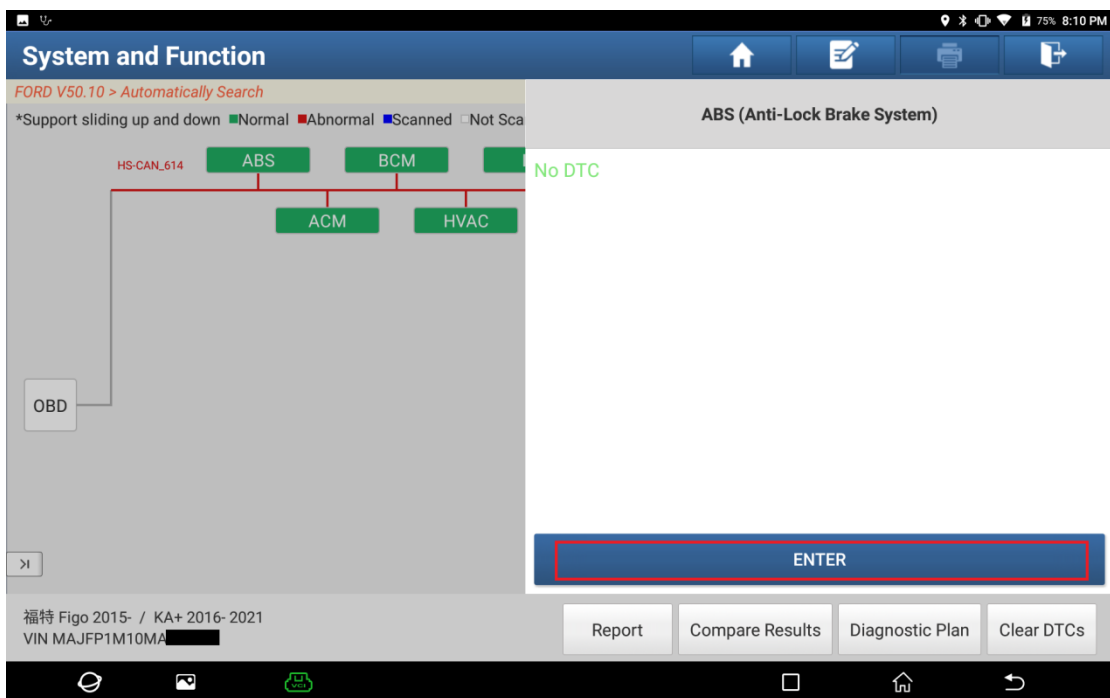 75% 8:10 PM
System and Function
FORD V50.10 > Automatically Search
*Support sliding up and down ■Normal ■Abnormal ■Scanned □Not Sca
ABS (Anti-Lock Brake System)
HS-CAN_614
ABS
BCM
ACM
HVAC
No DTC
OBD
ENTER
福特 Figo 2015- / KA+ 2016- 2021
VIN MAJFP1M10MA
Report
Compare Results
Diagnostic Plan
Clear DTCs
VCI